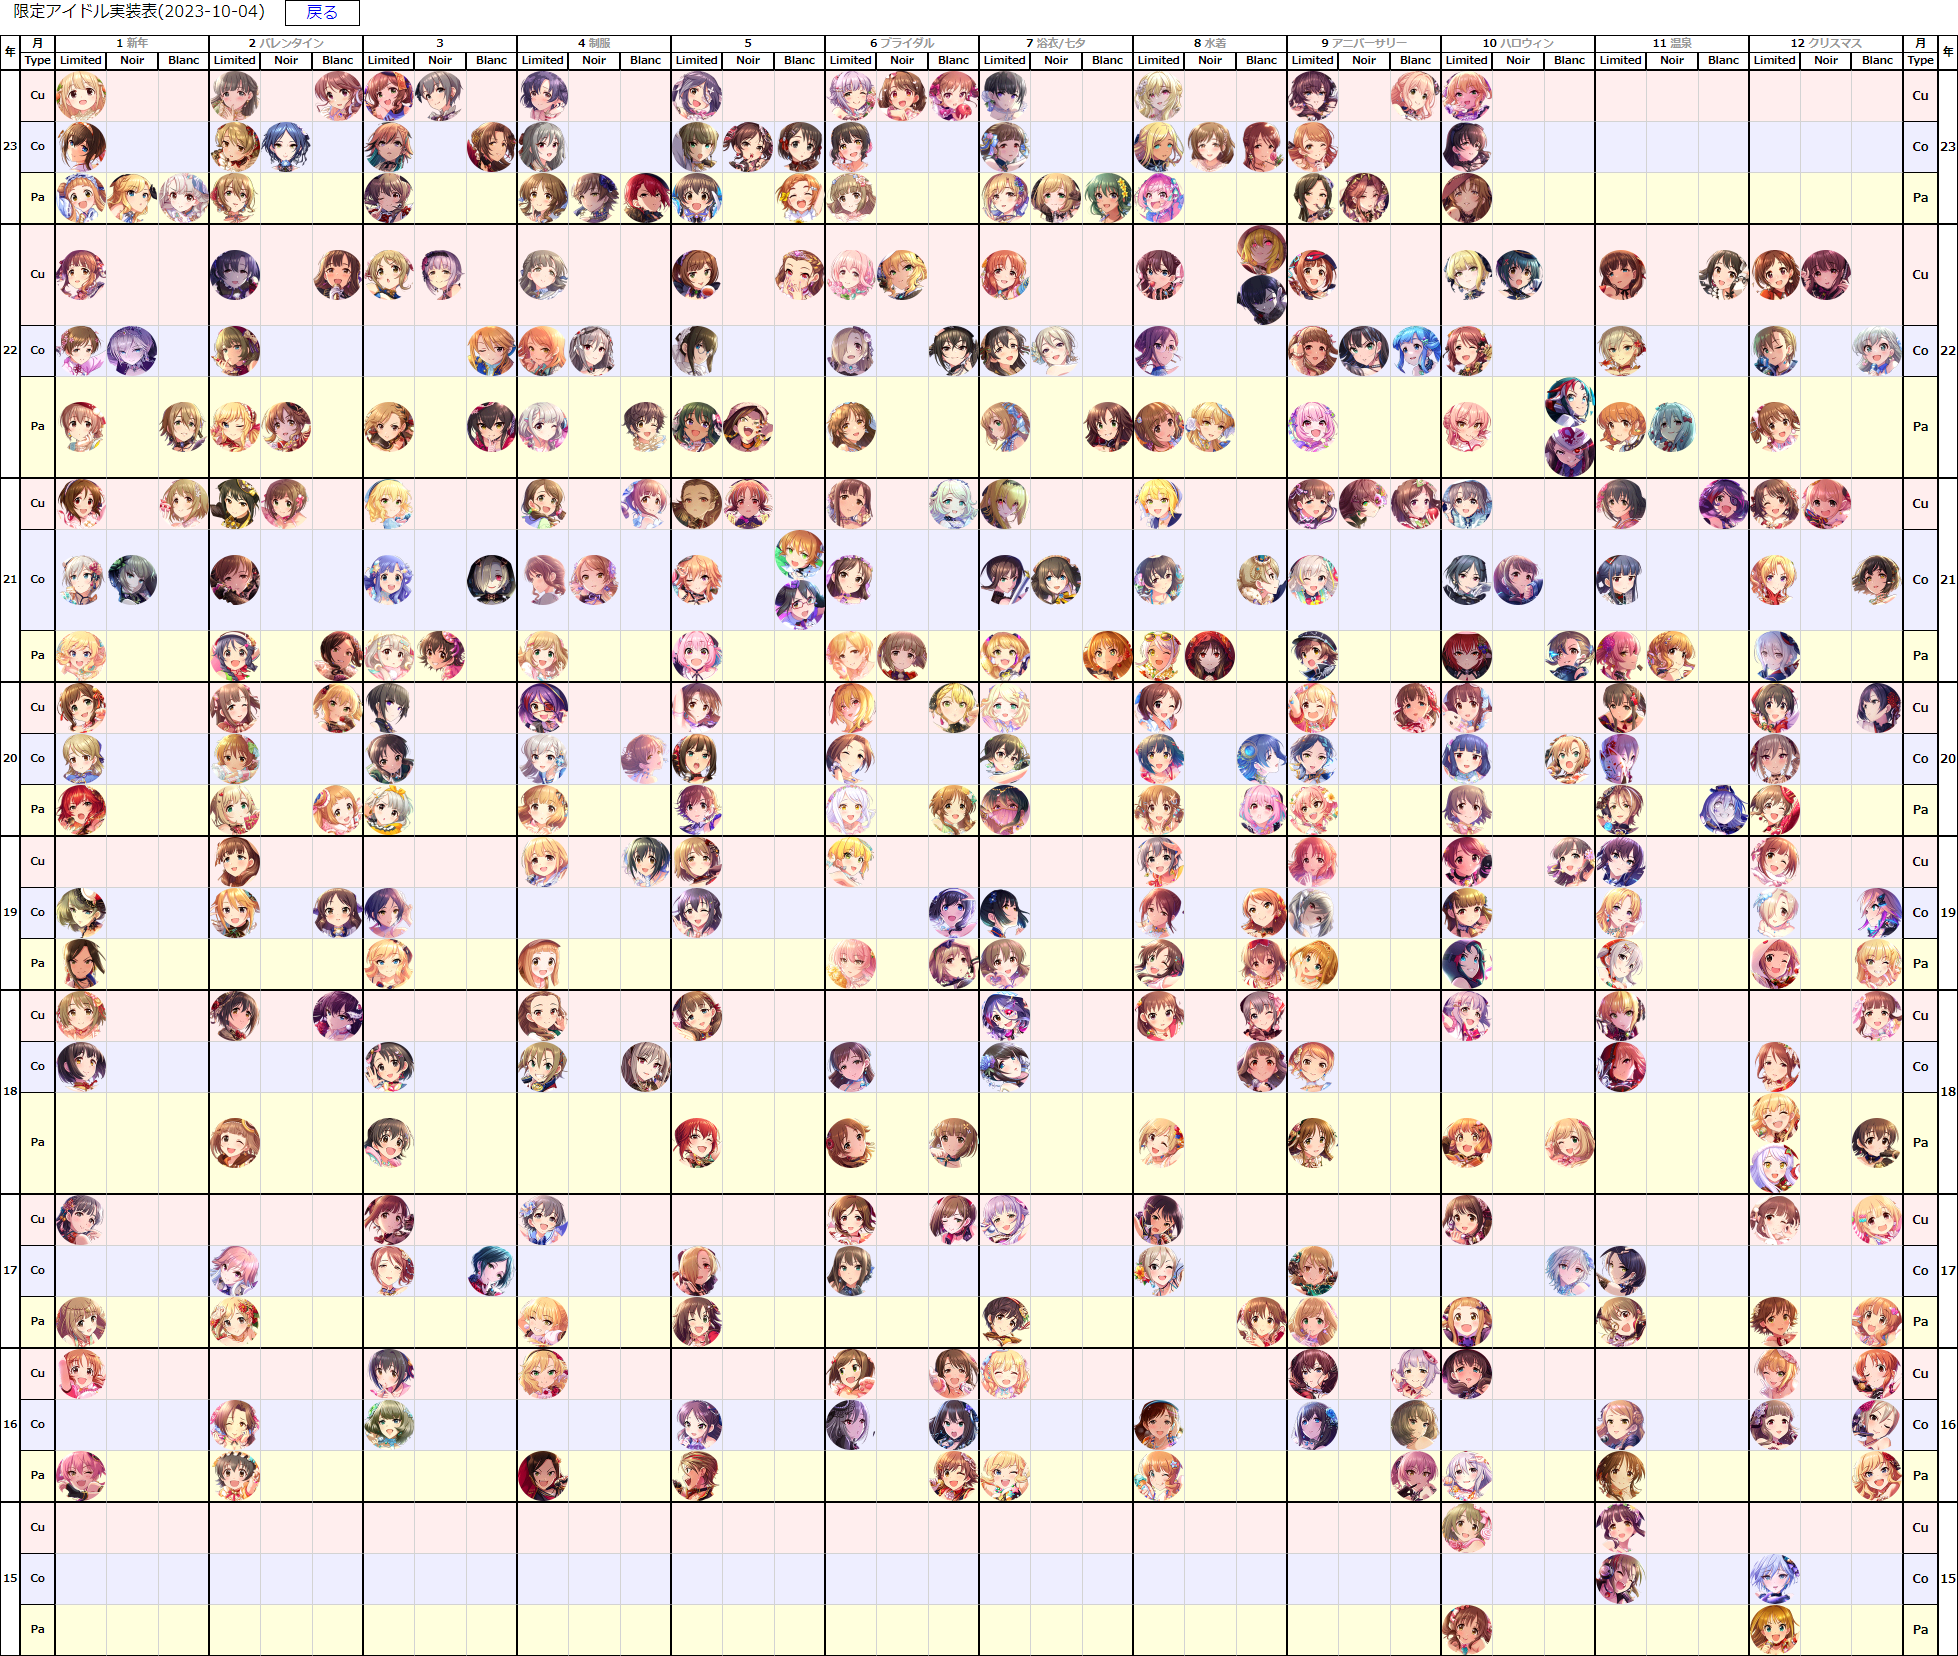 限定アイドル実装表(2023-10-04) 戻る
年 月 1 新年 2 バレンタイン 3 4 制服 5 6 ブライダル 7 浴衣/七夕 8 水着 9 アニバーサリー 10 ハロウィン 11 温泉 12 クリスマス 月 年
Type Limited Noir Blanc Limited Noir Blanc Limited Noir Blanc Limited Noir Blanc Limited Noir Blanc Limited Noir Blanc Limited Noir Blanc Limited Noir Blanc Limited Noir Blanc Limited Noir Blanc Limited Noir Blanc Limited Noir Blanc Type
Cu Cu
23 Co Co 23
Pa Pa
Cu Cu
22 Co Co 22
Pa Pa
Cu Cu
21 Co Co 21
Pa Pa
Cu Cu
20 Co Co 20
Pa Pa
Cu Cu
19 Co Co 19
Pa Pa
Cu Cu
Co Co
18 18
Pa Pa
Cu Cu
17 Co Co 17
Pa Pa
Cu Cu
16 Co Co 16
Pa Pa
Cu Cu
15 Co Co 15
Pa Pa